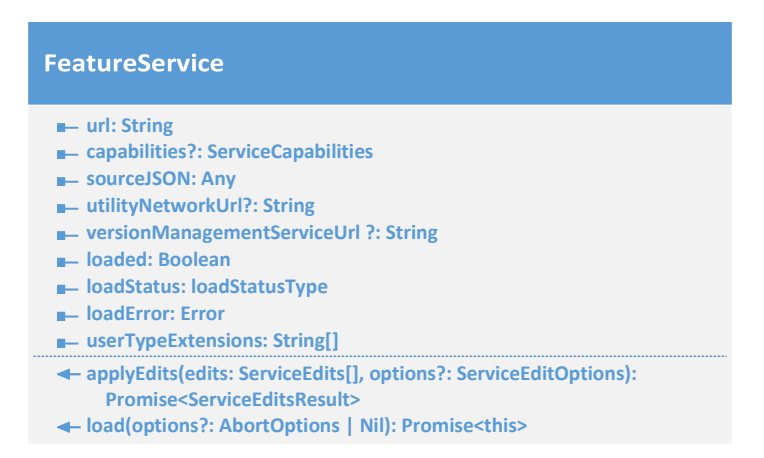 FeatureService
url: String
capabilities?: ServiceCapabilities
sourceJSON: Any
utilityNetworkUrl?: String
versionManagementServiceUrl ?: String
loaded: Boolean
loadStatus: loadStatusType
loadError: Error
userTypeExtensions: String[]
applyEdits(edits: ServiceEdits[], options?: ServiceEditOptions):
Promise<ServiceEditsResult>
load(options?: AbortOptions | Nil): Promise<this>